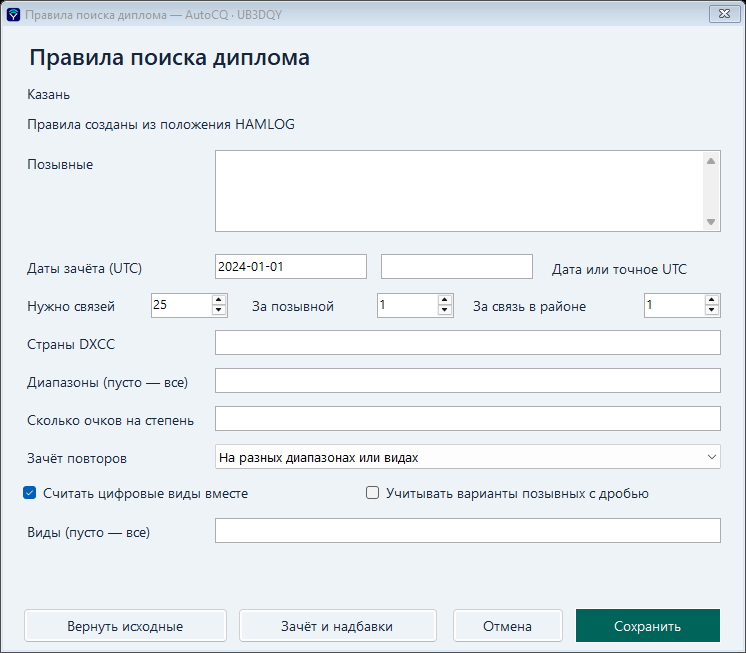 Правила поиска диплома — AutoCQ · UB3DQY
Правила поиска диплома
Казань
Правила созданы из положения HAMLOG
Позывные
Даты зачёта (UTC) 2024-01-01 Дата или точное UTC
Нужно связей 25 За позывной 1 За связь в районе 1
Страны DXCC
Диапазоны (пусто — все)
Сколько очков на степень
Зачёт повторов На разных диапазонах или видах
Считать цифровые виды вместе Учитывать варианты позывных с дробью
Виды (пусто — все)
Вернуть исходные Зачёт и надбавки Отмена Сохранить